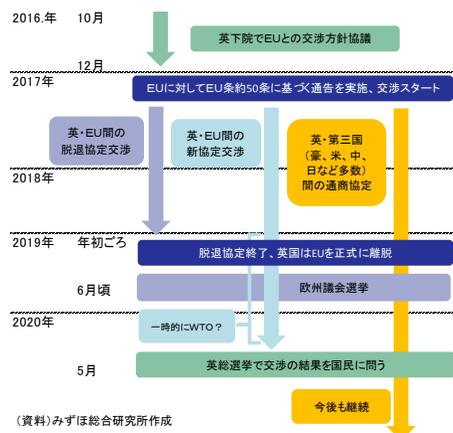 2016.年 10月
英下院でEUとの交渉方針協議
12月
2017年
EUに対してEU条約50条に基づく通告を実施、交渉スタート
英・EU間の
脱退協定交渉
英・EU間の
新協定交渉
英・第三国
(豪、米、中、
日など多数)
間の通商協定
2018年
2019年 年初ごろ
脱退協定終了、英国はEUを正式に離脱
6月頃
欧州議会選挙
2020年
一時的にWTO？
5月
英総選挙で交渉の結果を国民に問う
今後も継続
（資料）みずほ総合研究所作成